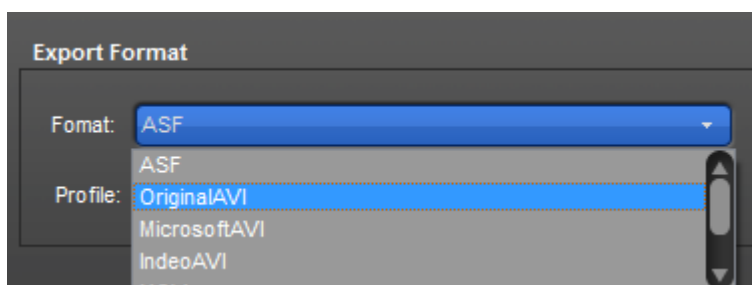 Export Format
Fomat: ASF
ASF
Profile: OriginalAVI
MicrosoftAVI
IndeoAVI